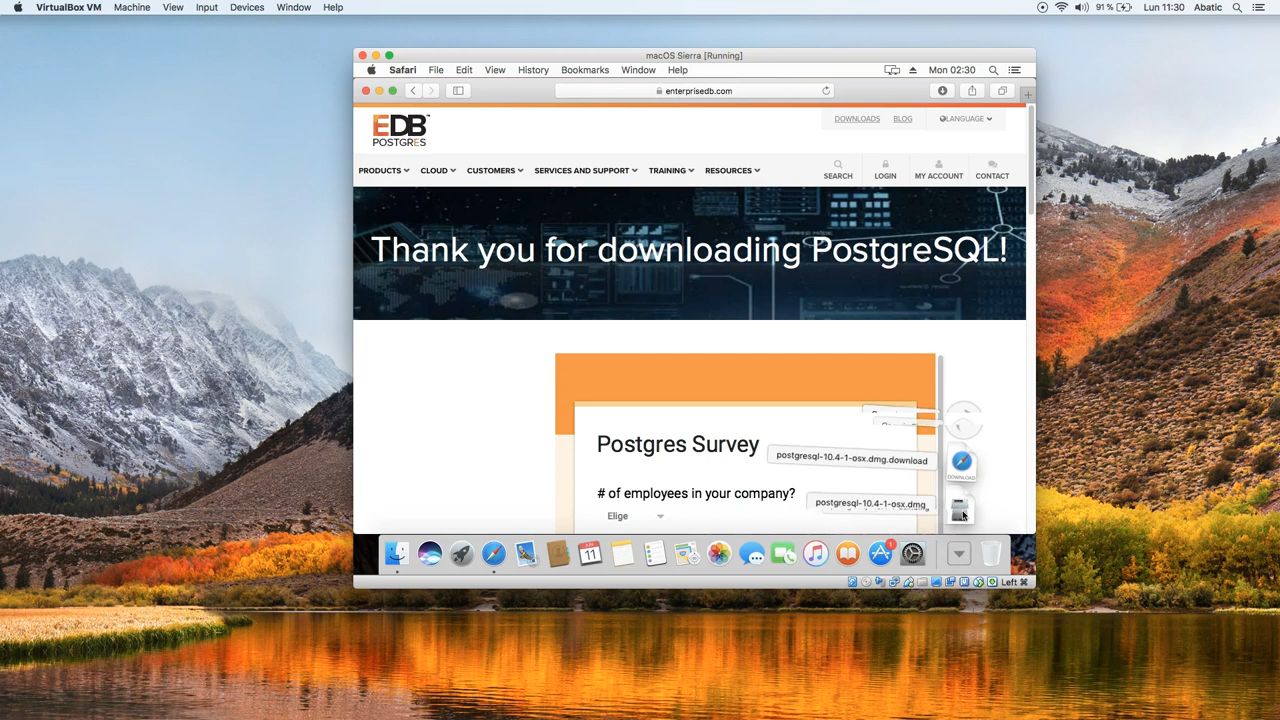 VirtualBox VM Machine View Input Devices Window Help 91 % Lun 11:30 Abatic
macOS Sierra [Running]
Safari File Edit View History Bookmarks Window Help Mon 02:30
enterprisedb.com
EDB
POSTGRES
DOWNLOADS BLOG LANGUAGE
PRODUCTS CLOUD CUSTOMERS SERVICES AND SUPPORT TRAINING RESOURCES SEARCH LOGIN MY ACCOUNT CONTACT
Thank you for downloading PostgreSQL!
Postgres Survey
postgresql-10.4-1-osx.dmg.download
DOWNLOAD
# of employees in your company?
postgresql-10.4-1-osx.dmg
Elige
JUN
11
1
Left ⌘